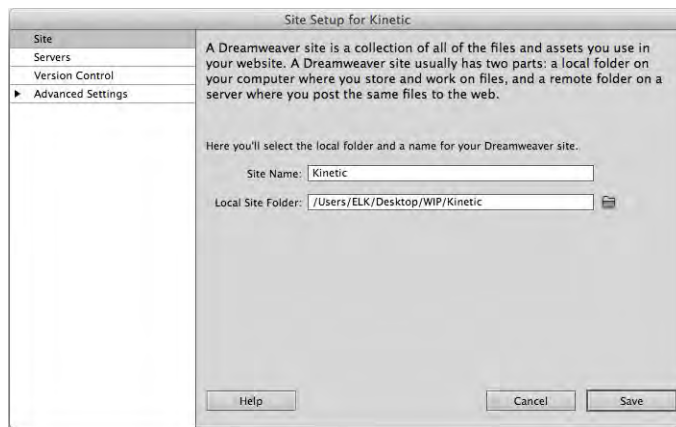 Site Setup for Kinetic
Site
Servers
Version Control
Advanced Settings
A Dreamweaver site is a collection of all of the files and assets you use in
your website. A Dreamweaver site usually has two parts: a local folder on
your computer where you store and work on files, and a remote folder on a
server where you post the same files to the web.
Here you'll select the local folder and a name for your Dreamweaver site.
Site Name: Kinetic
Local Site Folder: /Users/ELK/Desktop/WIP/Kinetic
Help Cancel Save